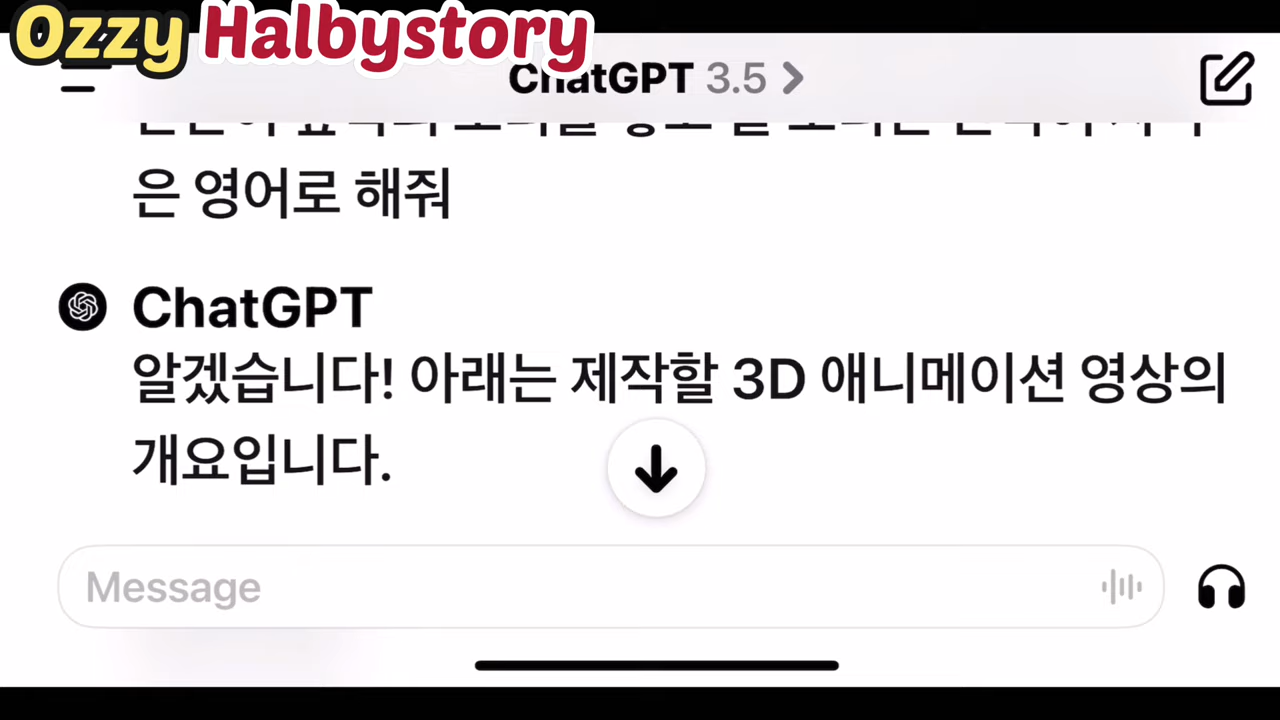 Ozzy Halbystory
ChatGPT 3.5
은 영어로 해줘
ChatGPT
알겠습니다! 아래는 제작할 3D 애니메이션 영상의
개요입니다.
Message